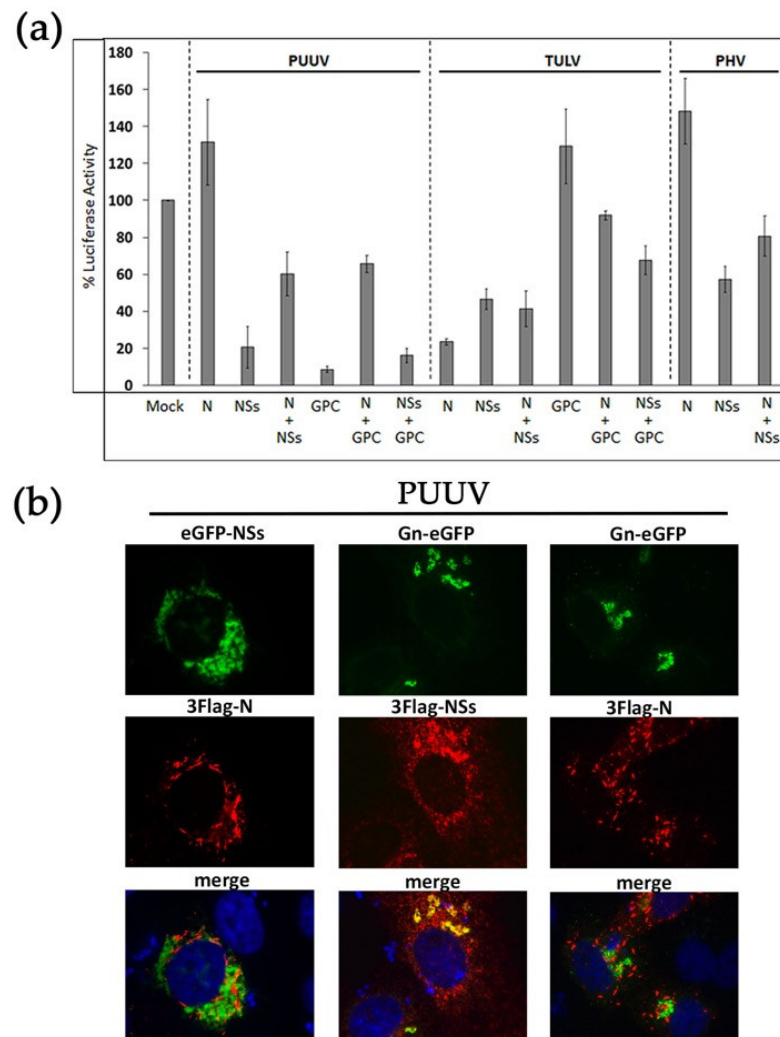 (a)
180
160
140
120
100
80
60
40
20
0
% Luciferase Activity
PUUV TULV PHV
Mock N NSs N + NSs GPC N + GPC NSs + GPC N NSs N + NSs GPC N + GPC NSs + GPC N NSs N + NSs
(b)
PUUV
eGFP-NSs Gn-eGFP Gn-eGFP
3Flag-N 3Flag-NSs 3Flag-N
merge merge merge